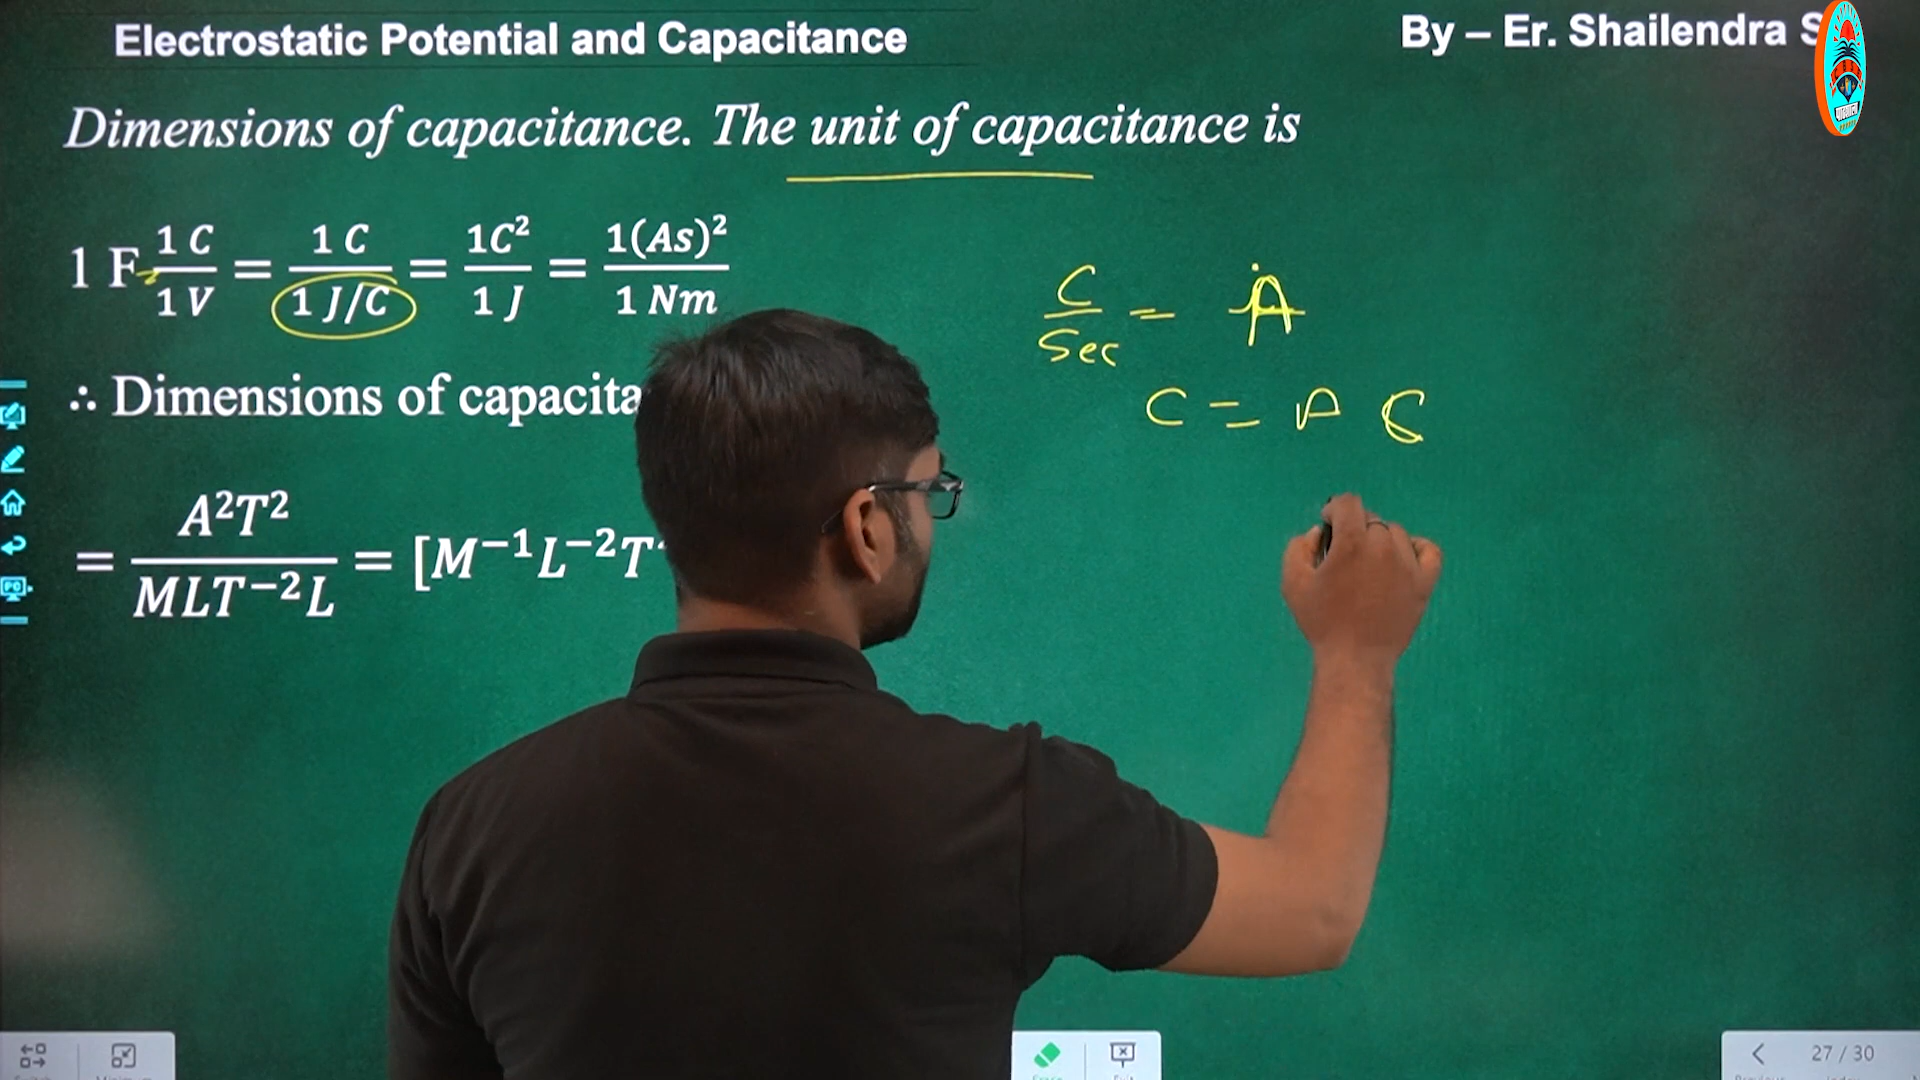 Electrostatic Potential and Capacitance
By – Er. Shailendra S
Dimensions of capacitance. The unit of capacitance is
1 F = 1 C / 1 V = 1 C / 1 J/C = 1C² / 1 J = 1(As)² / 1 Nm
C / Sec = A
∴ Dimensions of capacita
C = A S
= A²T² / MLT⁻²L = [M⁻¹L⁻²T
27 / 30